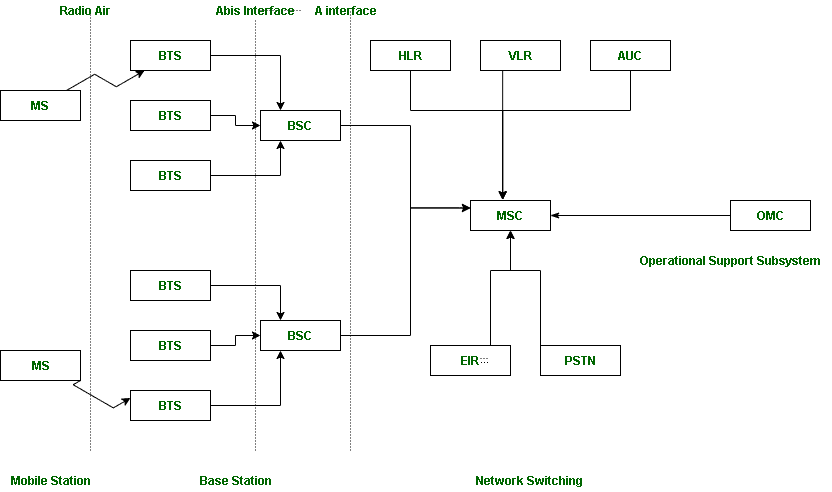 Radio Air
Abis Interface
A interface
BTS
HLR
VLR
AUC
MS
BTS
BSC
BTS
MSC
OMC
Operational Support Subsystem
BTS
BSC
BTS
MS
EIR
PSTN
BTS
Mobile Station
Base Station
Network Switching